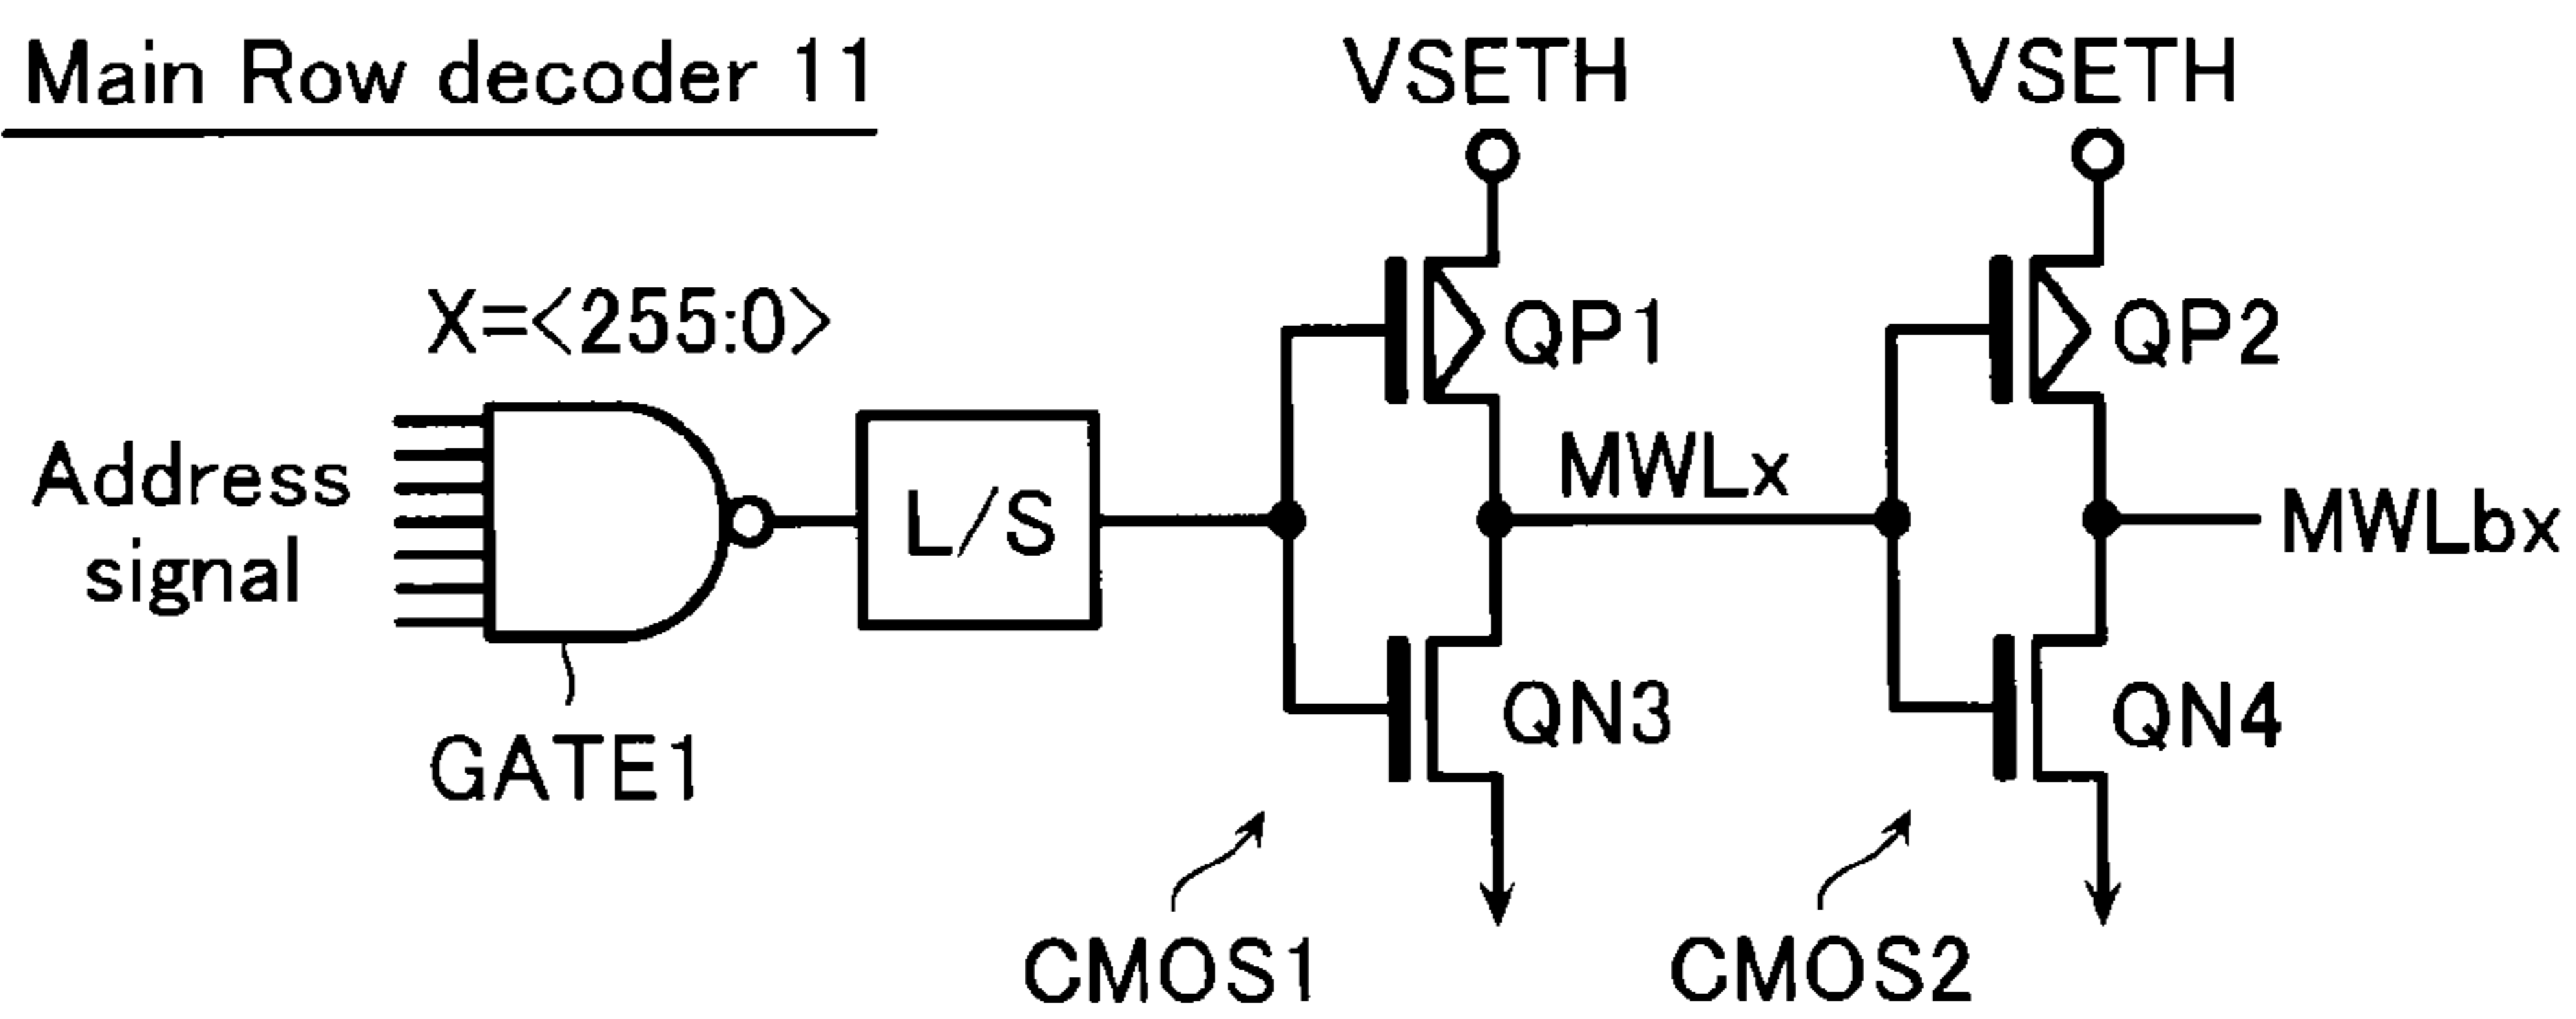 Main Row decoder 11
VSETH
VSETH
X=<255:0>
QP1
QP2
Address
signal
L/S
MWLx
MWLbx
GATE1
QN3
QN4
CMOS1
CMOS2